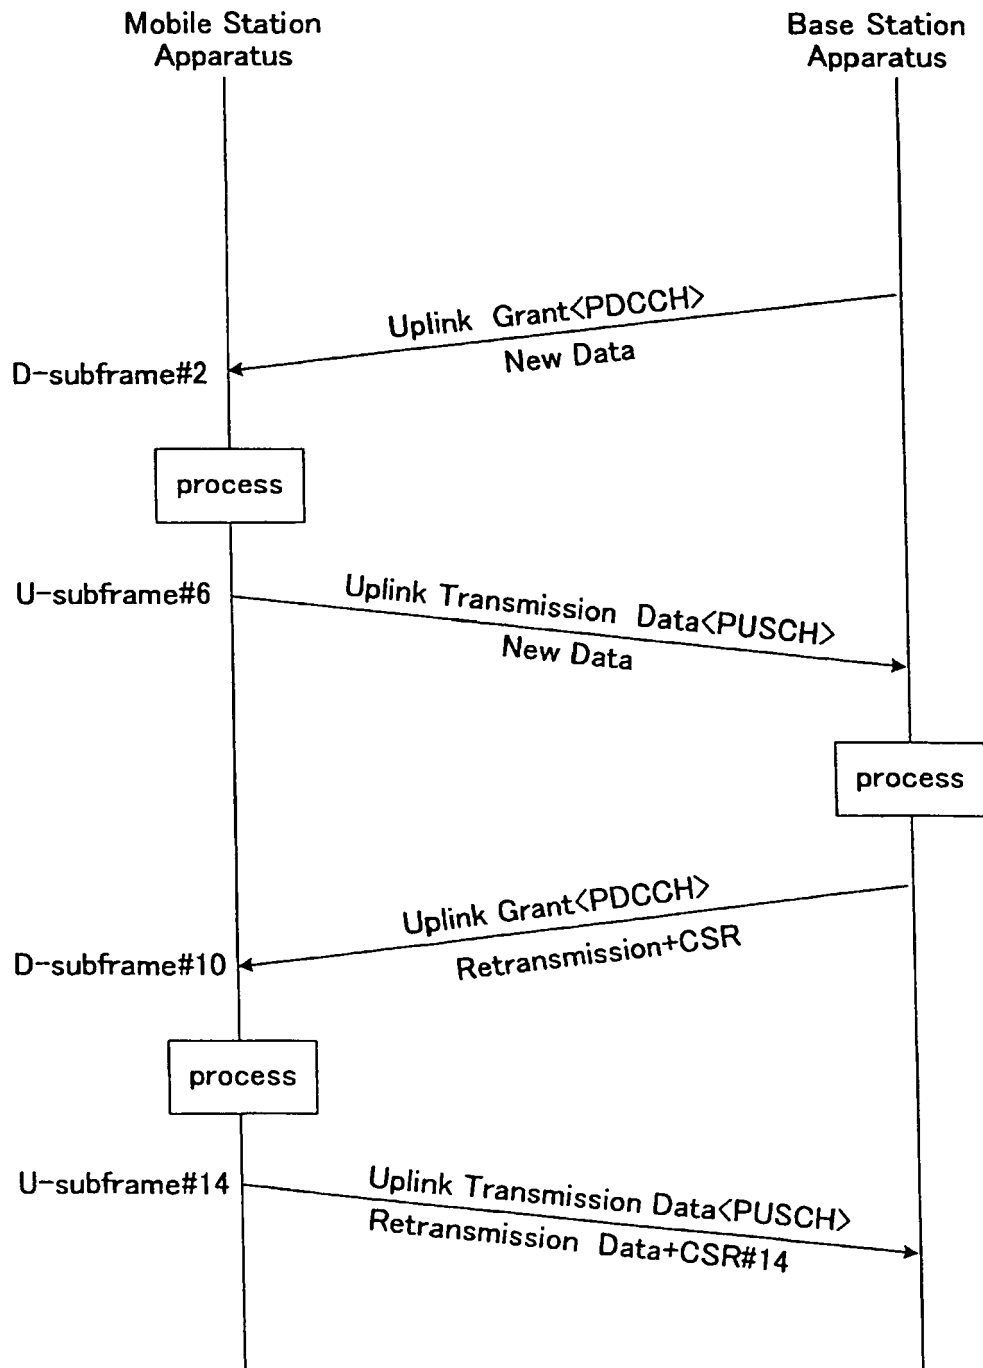 Mobile Station
Apparatus
Base Station
Apparatus
Uplink Grant<PDCCH>
New Data
D-subframe#2
process
U-subframe#6
Uplink Transmission Data<PUSCH>
New Data
process
Uplink Grant<PDCCH>
Retransmission+CSR
D-subframe#10
process
U-subframe#14
Uplink Transmission Data<PUSCH>
Retransmission Data+CSR#14